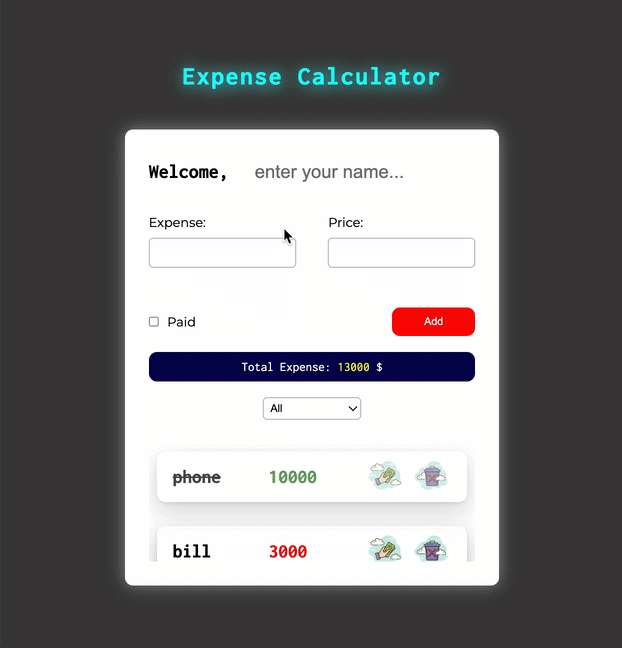 Expense Calculator
Welcome, enter your name...
Expense: Price:
Paid Add
Total Expense: 13000 $
All
phone 10000
bill 3000